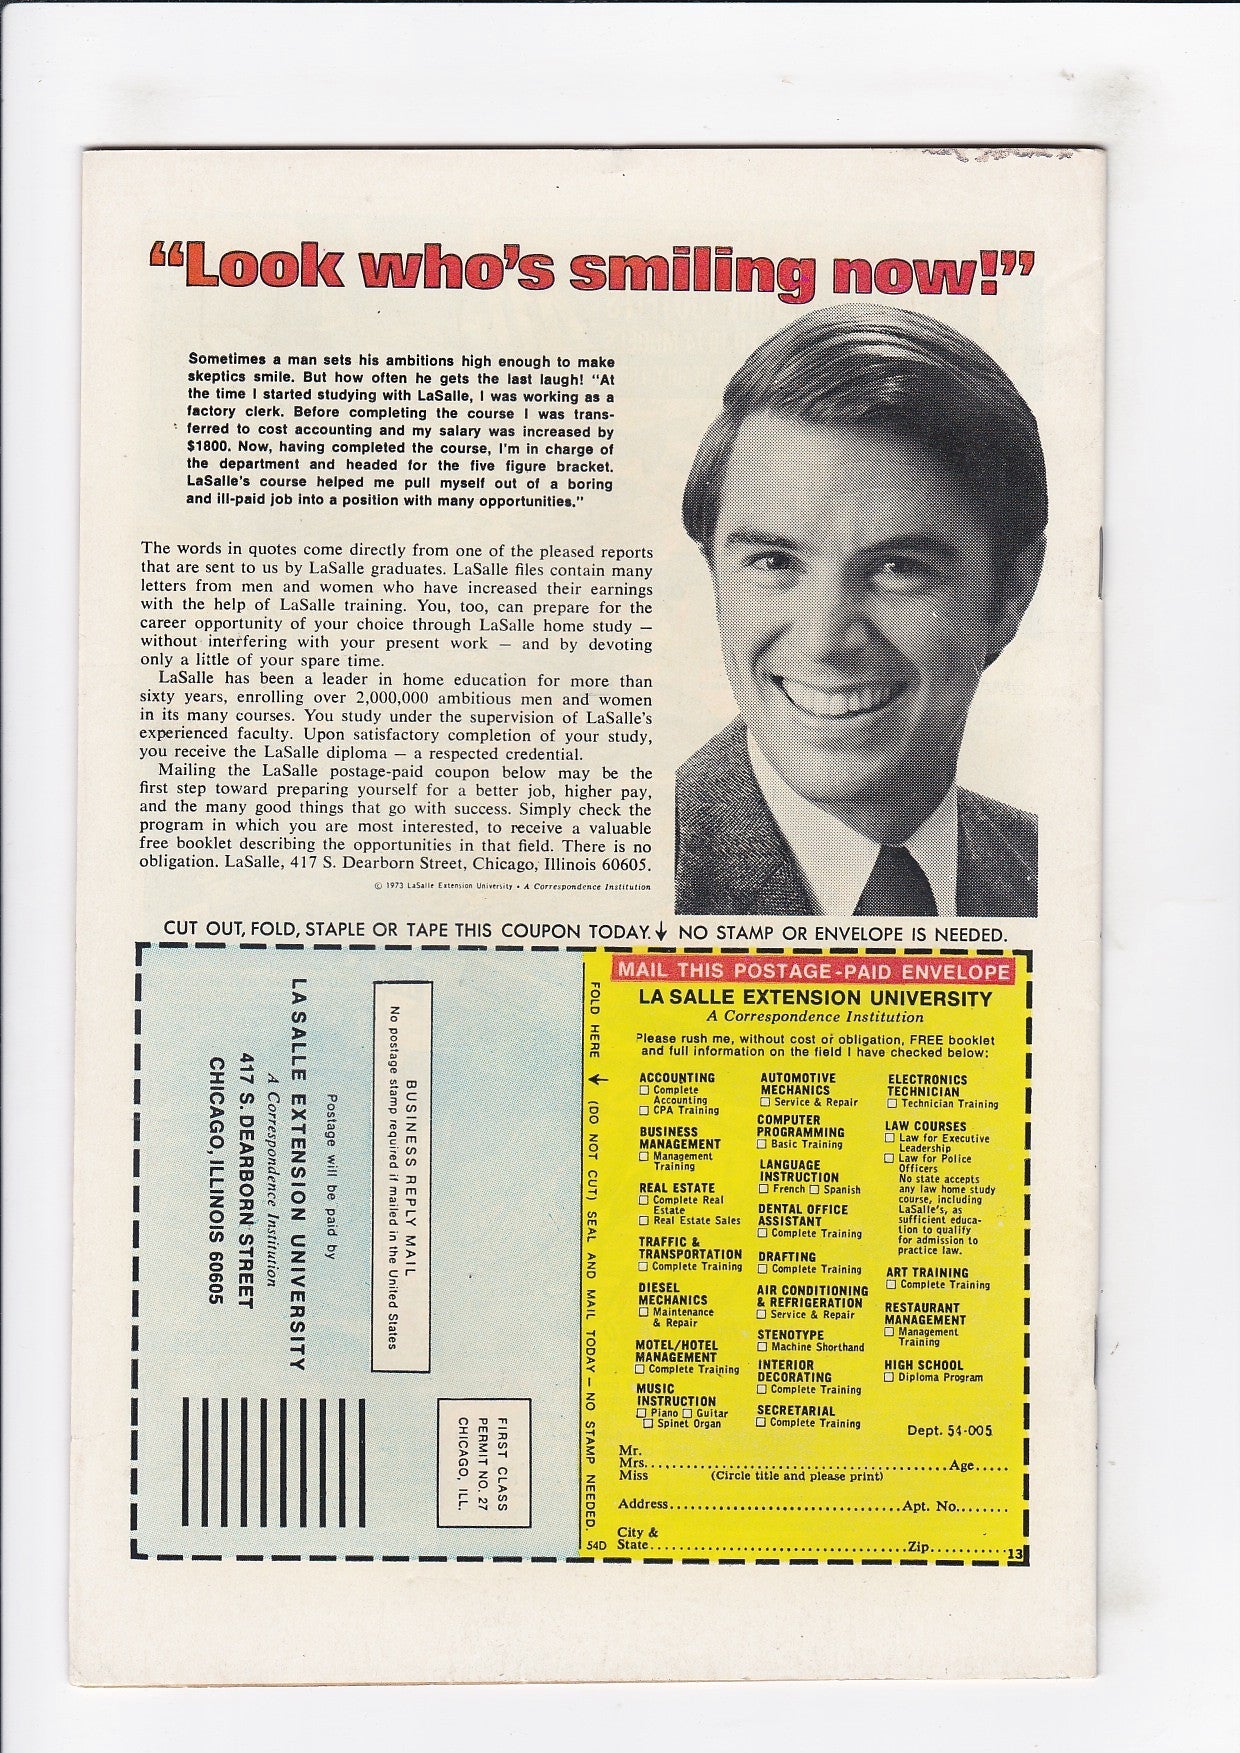 “Look who's smiling now!”
Sometimes a man sets his ambitions high enough to make
skeptics smile. But how often he gets the last laugh! "At
the time I started studying with LaSalle, I was working as a
factory clerk. Before completing the course I was trans-
ferred to cost accounting and my salary was increased by
$1800. Now, having completed the course, I'm in charge of
the department and headed for the five figure bracket.
LaSalle's course helped me pull myself out of a boring
and ill-paid job into a position with many opportunities."
The words in quotes come directly from one of the pleased reports
that are sent to us by LaSalle graduates. LaSalle files contain many
letters from men and women who have increased their earnings
with the help of LaSalle training. You, too, can prepare for the
career opportunity of your choice through LaSalle home study —
without interfering with your present work — and by devoting
only a little of your spare time.
LaSalle has been a leader in home education for more than
sixty years, enrolling over 2,000,000 ambitious men and women
in its many courses. You study under the supervision of LaSalle's
experienced faculty. Upon satisfactory completion of your study,
you receive the LaSalle diploma — a respected credential.
Mailing the LaSalle postage-paid coupon below may be the
first step toward preparing yourself for a better job, higher pay,
and the many good things that go with success. Simply check the
program in which you are most interested, to receive a valuable
free booklet describing the opportunities in that field. There is no
obligation. LaSalle, 417 S. Dearborn Street, Chicago, Illinois 60605.
© 1973 LaSalle Extension University • A Correspondence Institution
CUT OUT, FOLD, STAPLE OR TAPE THIS COUPON TODAY. ↓ NO STAMP OR ENVELOPE IS NEEDED.
BUSINESS REPLY MAIL
No postage stamp required if mailed in the United States
Postage will be paid by
LA SALLE EXTENSION UNIVERSITY
A Correspondence Institution
417 S. DEARBORN STREET
CHICAGO, ILLINOIS 60605
FIRST CLASS
PERMIT NO. 27
CHICAGO, ILL.
FOLD HERE ← (DO NOT CUT) SEAL AND MAIL TODAY — NO STAMP NEEDED.
54D
MAIL THIS POSTAGE-PAID ENVELOPE
LA SALLE EXTENSION UNIVERSITY
A Correspondence Institution
Please rush me, without cost or obligation, FREE booklet
and full information on the field I have checked below:
ACCOUNTING
☐ Complete
Accounting
☐ CPA Training
BUSINESS
MANAGEMENT
☐ Management
Training
REAL ESTATE
☐ Complete Real
Estate
☐ Real Estate Sales
TRAFFIC &
TRANSPORTATION
☐ Complete Training
DIESEL
MECHANICS
☐ Maintenance
& Repair
MOTEL/HOTEL
MANAGEMENT
☐ Complete Training
MUSIC
INSTRUCTION
☐ Piano ☐ Guitar
☐ Spinet Organ
AUTOMOTIVE
MECHANICS
☐ Service & Repair
COMPUTER
PROGRAMMING
☐ Basic Training
LANGUAGE
INSTRUCTION
☐ French ☐ Spanish
DENTAL OFFICE
ASSISTANT
☐ Complete Training
DRAFTING
☐ Complete Training
AIR CONDITIONING
& REFRIGERATION
☐ Service & Repair
STENOTYPE
☐ Machine Shorthand
INTERIOR
DECORATING
☐ Complete Training
SECRETARIAL
☐ Complete Training
ELECTRONICS
TECHNICIAN
☐ Technician Training
LAW COURSES
☐ Law for Executive
Leadership
☐ Law for Police
Officers
No state accepts
any law home study
course, including
LaSalle's, as
sufficient educa-
tion to qualify
for admission to
practice law.
ART TRAINING
☐ Complete Training
RESTAURANT
MANAGEMENT
☐ Management
Training
HIGH SCHOOL
☐ Diploma Program
Dept. 54-005
Mr.
Mrs. ........ Age.....
Miss (Circle title and please print)
Address ........ Apt. No........
City &
State ........ Zip........
13